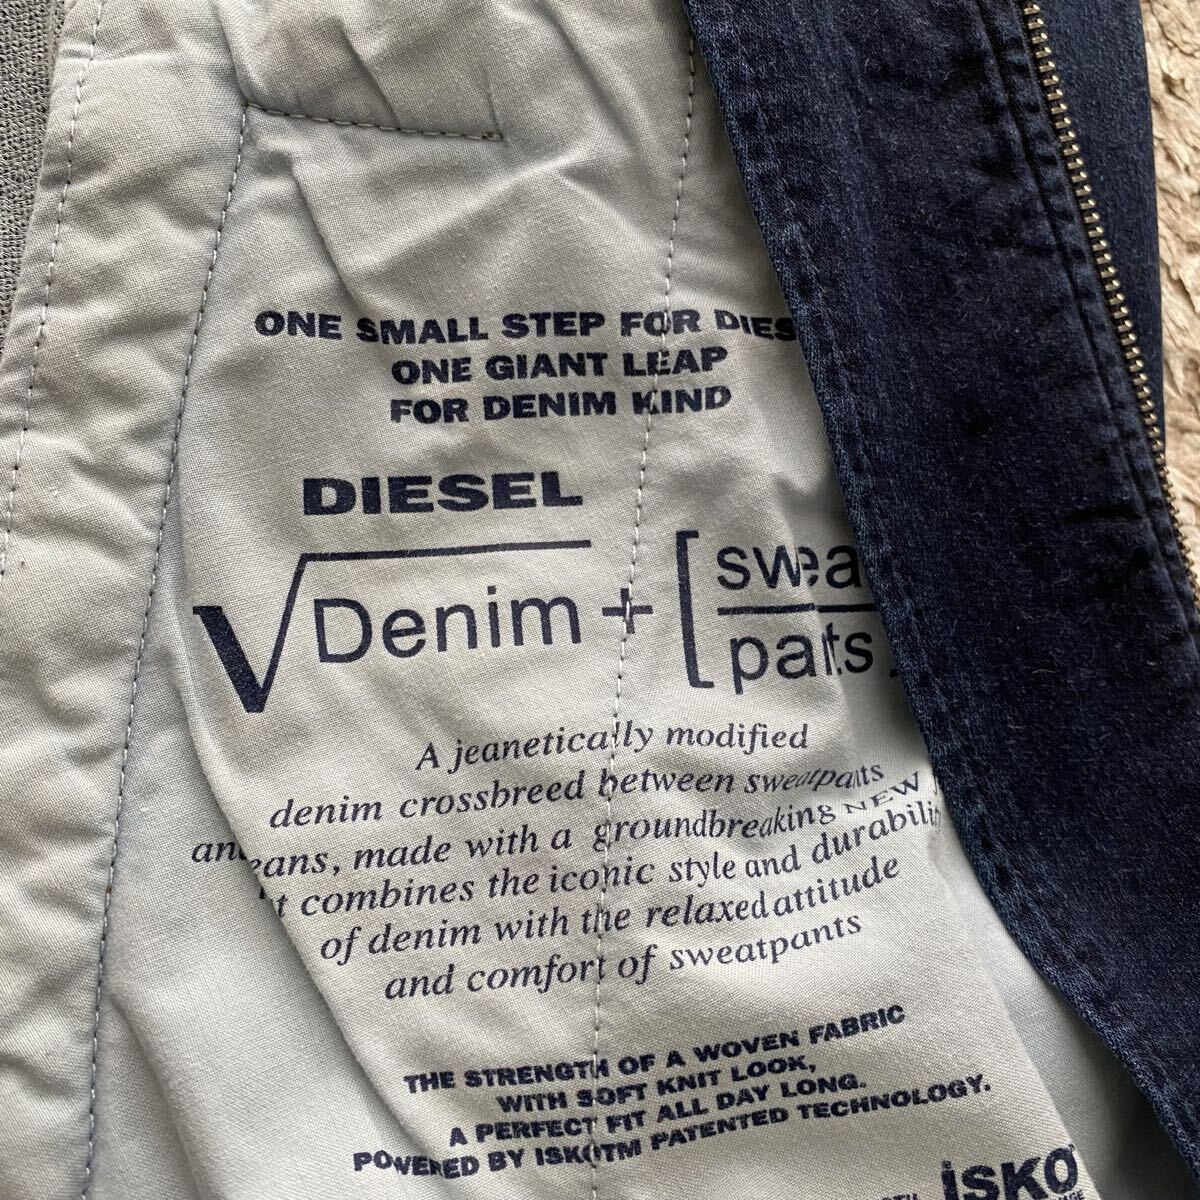 ONE SMALL STEP FOR DIES
ONE GIANT LEAP
FOR DENIM KIND
DIESEL
√Denim + [swea
parts
A jeanetically modified
denim crossbreed between sweatpants
eans, made with a groundbreaking NEW
t combines the iconic style and durabili
of denim with the relaxed attitude
and comfort of sweatpants
THE STRENGTH OF A WOVEN FABRIC
WITH SOFT KNIT LOOK,
A PERFECT FIT ALL DAY LONG.
POWERED BY ISKOTM PATENTED TECHNOLOGY.
isko